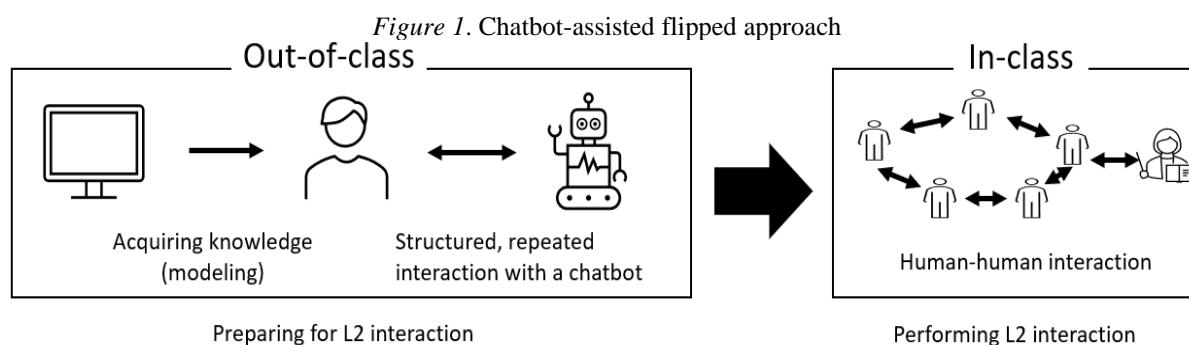 Figure 1. Chatbot-assisted flipped approach
Out-of-class
Acquiring knowledge
(modeling)
Structured, repeated
interaction with a chatbot
Preparing for L2 interaction
In-class
Human-human interaction
Performing L2 interaction